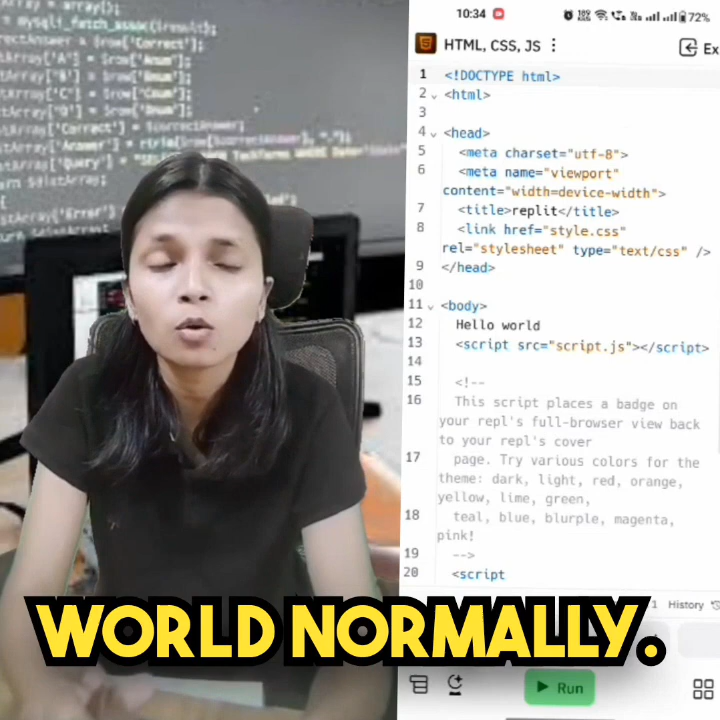 = array();
mysqli_fetch_assoc($result);
10:34
72%
HTML, CSS, JS
Ex
1 <!DOCTYPE html>
2 <html>
3
4 <head>
5 <meta charset="utf-8">
6 <meta name="viewport"
content="width=device-width">
7 <title>replit</title>
8 <link href="style.css"
rel="stylesheet" type="text/css" />
9 </head>
10
11 <body>
12 Hello world
13 <script src="script.js"></script>
14
15 <!--
16 This script places a badge on
your repl's full-browser view back
to your repl's cover
17 page. Try various colors for the
theme: dark, light, red, orange,
yellow, lime, green,
18 teal, blue, blurple, magenta,
pink!
19 -->
20 <script
1 History
WORLD NORMALLY.
Run